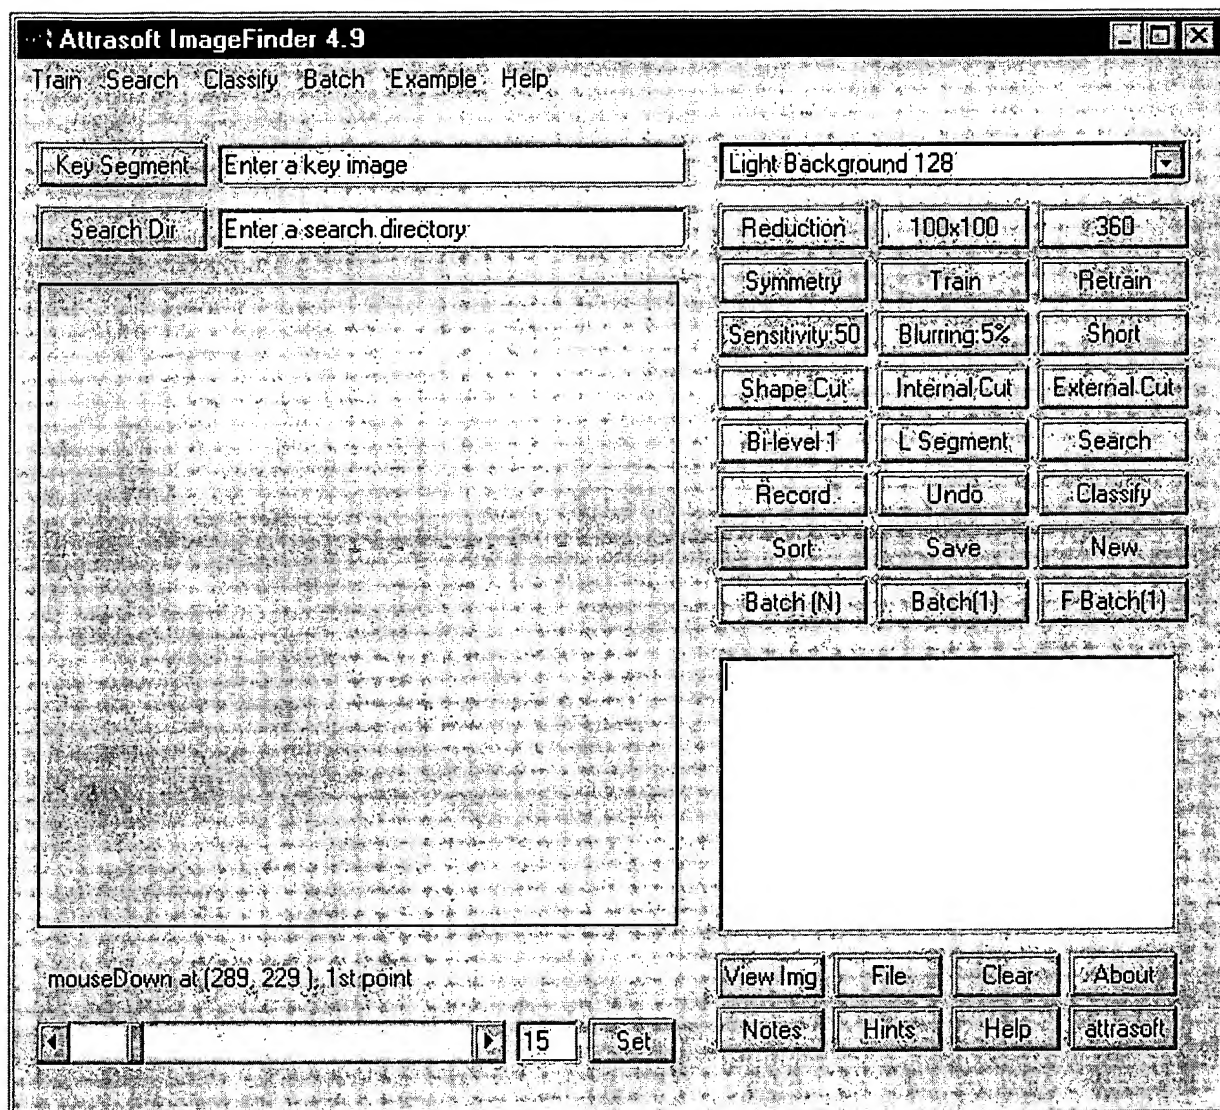 Attrasoft ImageFinder 4.9
Train Search Classify Batch Example Help
Key Segment Enter a key image Light Background 128
Search Dir Enter a search directory
Reduction 100x100 360
Symmetry Train Retrain
Sensitivity:50 Blurring:5% Short
Shape Cut Internal Cut External Cut
Bi-level 1 L Segment Search
Record Undo Classify
Sort Save New
Batch (N) Batch(1) F Batch(1)
mouseDown at (289, 229 ), 1st point
15 Set
View Img File Clear About
Notes Hints Help attrasoft